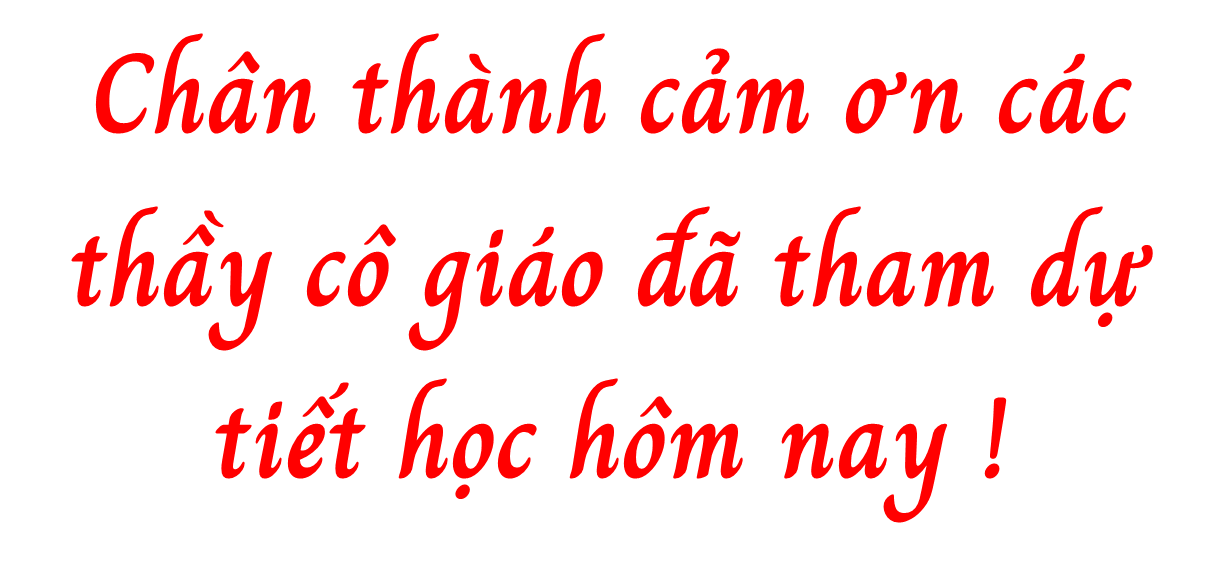 Chân thành cảm ơn các
thầy cô giáo đã tham dự
tiết học hôm nay !